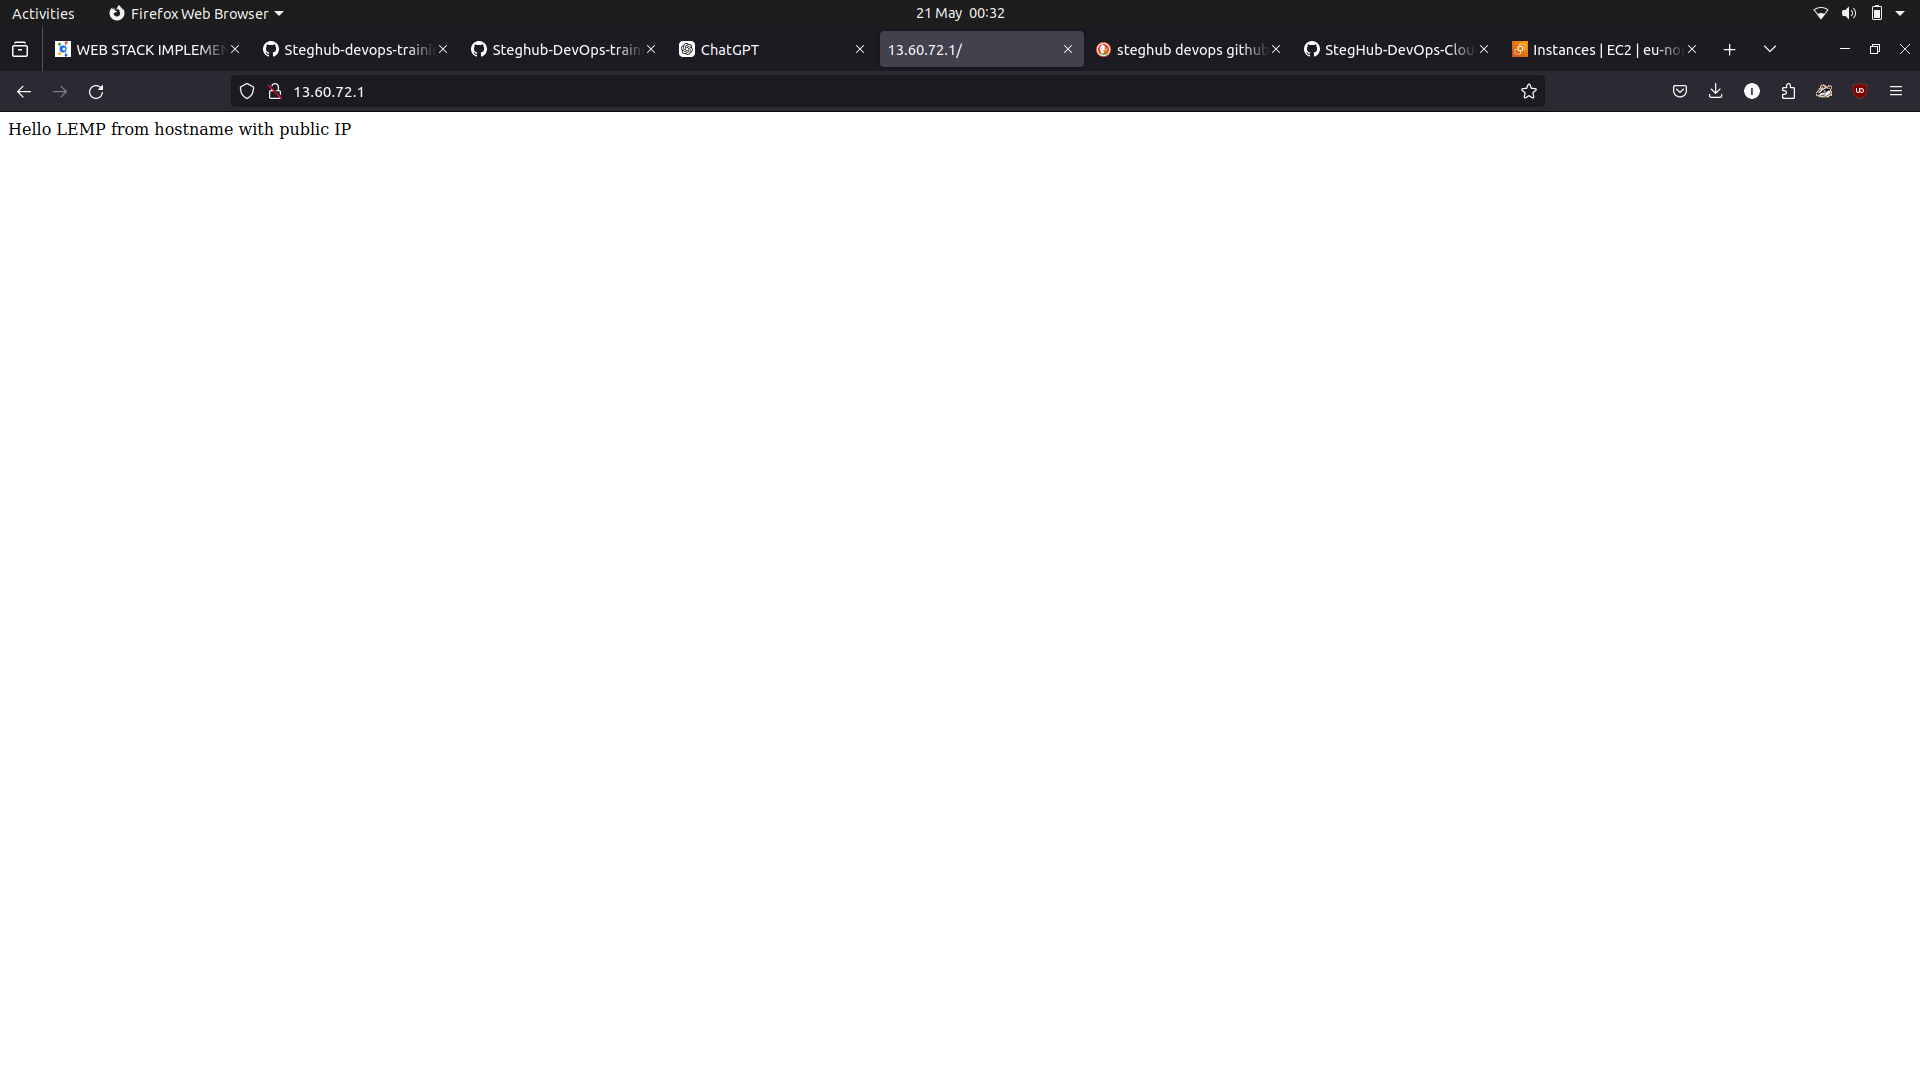 Activities
Firefox Web Browser
21 May 00:32
WEB STACK IMPLEMEN
Steghub-devops-traini
Steghub-DevOps-train
ChatGPT
13.60.72.1/
steghub devops github
StegHub-DevOps-Clou
Instances | EC2 | eu-no
13.60.72.1
Hello LEMP from hostname with public IP